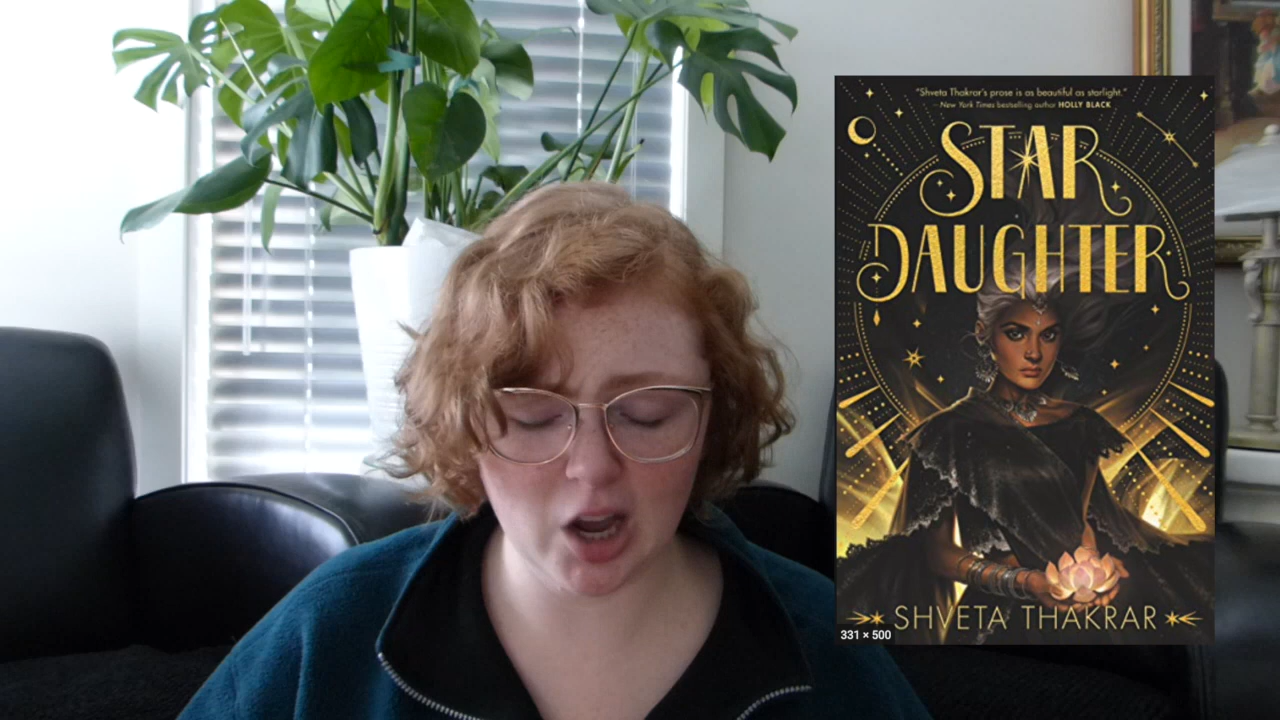 "Shveta Thakrar's prose is as beautiful as starlight."
— New York Times bestselling author HOLLY BLACK
STAR
DAUGHTER
SHVETA THAKRAR
331 × 500